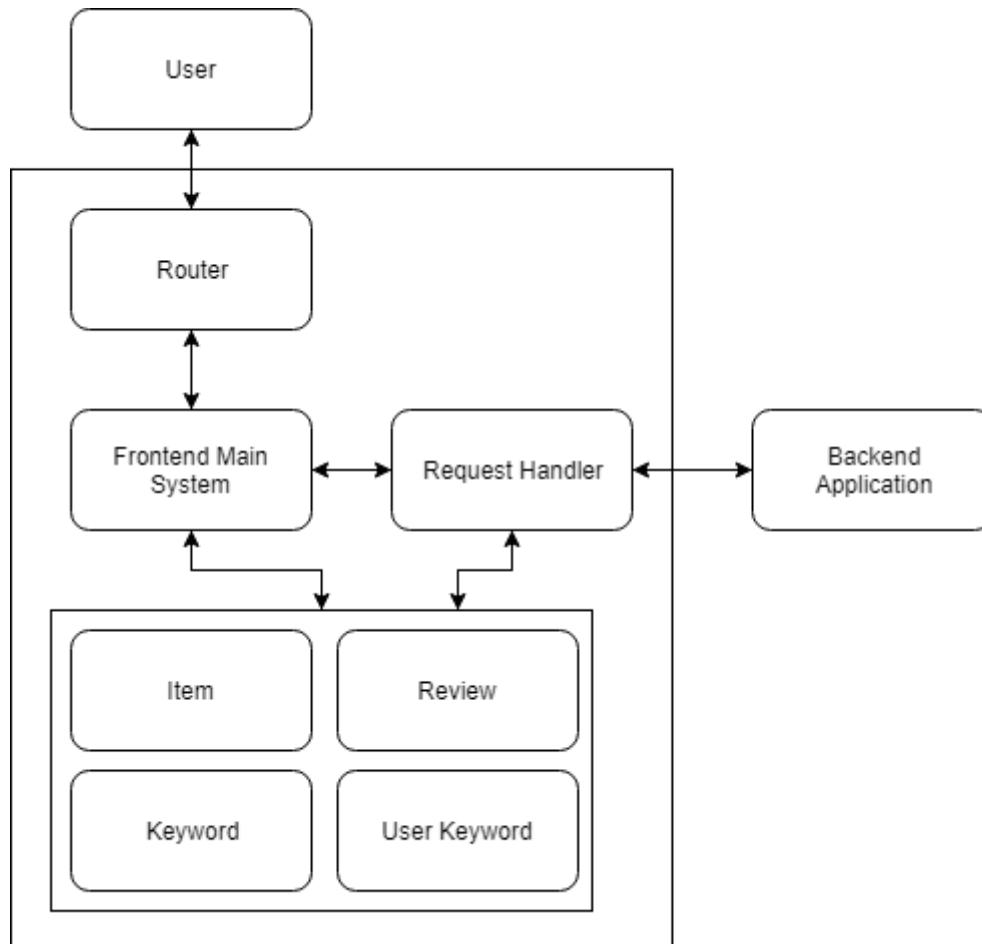 User
Router
Frontend Main
System
Request Handler
Backend
Application
Item
Review
Keyword
User Keyword